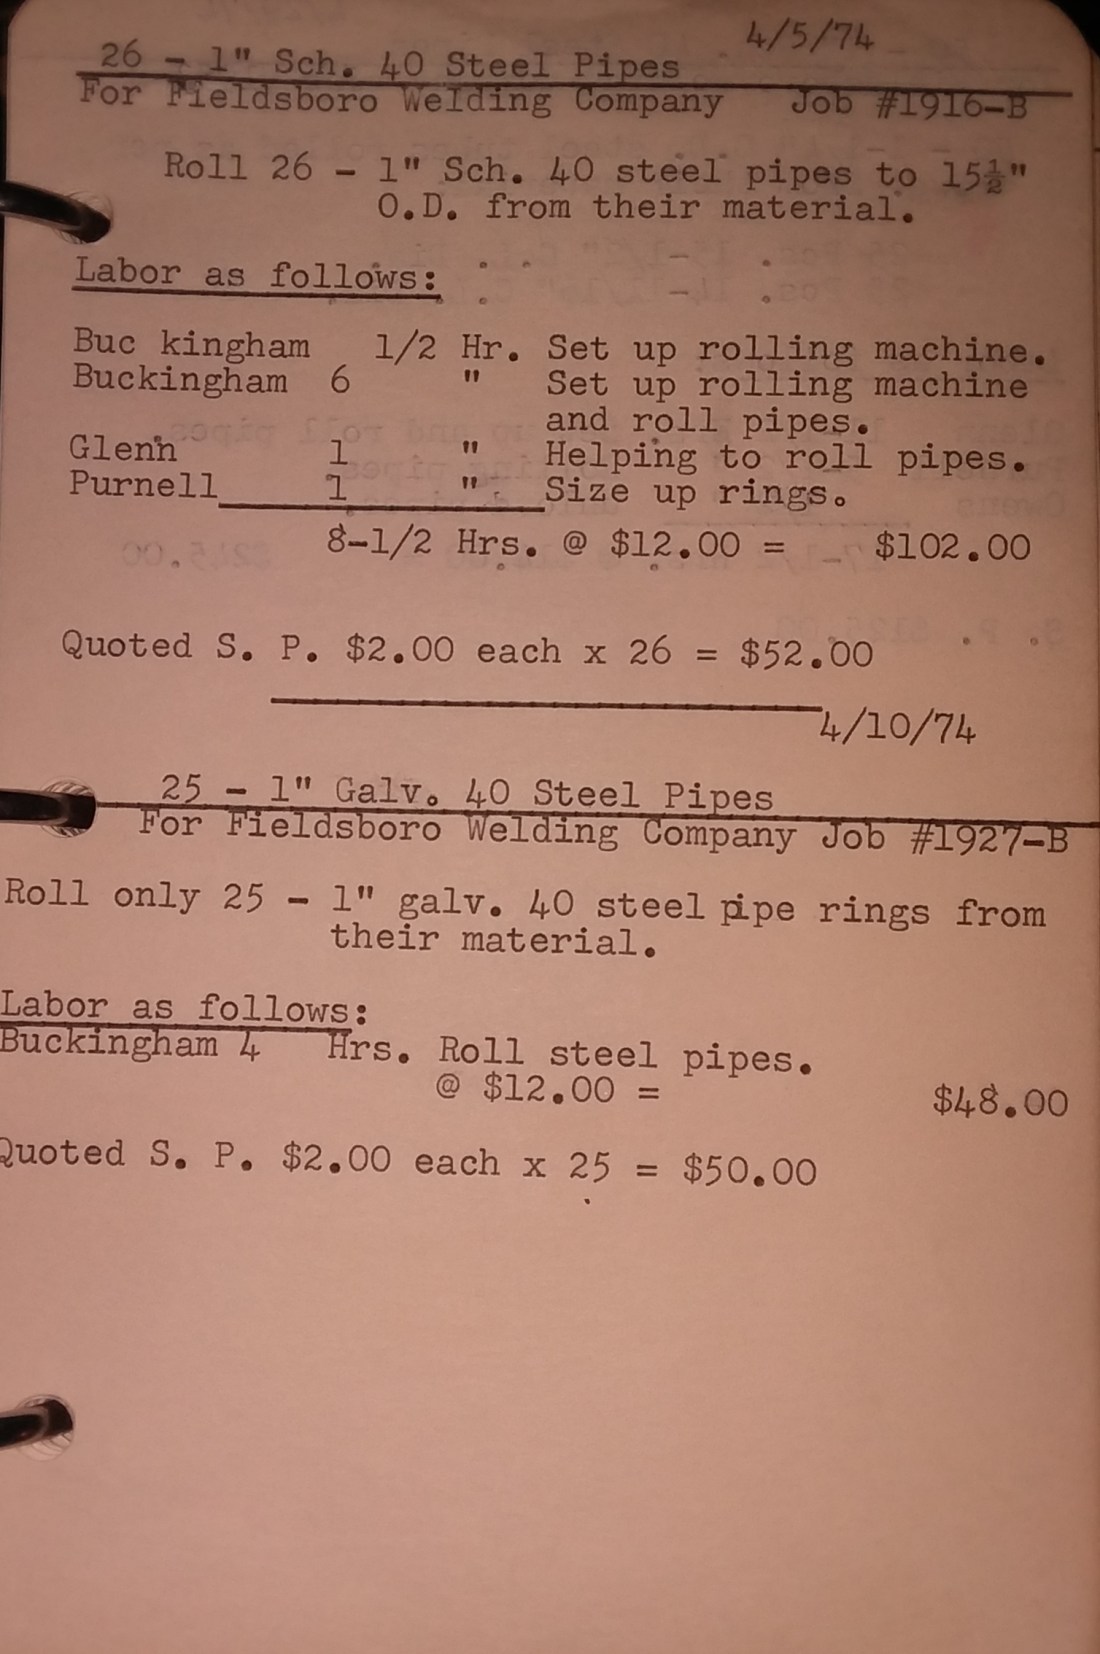 4/5/74
26 - 1" Sch. 40 Steel Pipes
For Fieldsboro Welding Company Job #1916-B
Roll 26 - 1" Sch. 40 steel pipes to 15½"
O.D. from their material.
Labor as follows:
Buc kingham 1/2 Hr. Set up rolling machine.
Buckingham 6 " Set up rolling machine
and roll pipes.
Glenn 1 " Helping to roll pipes.
Purnell 1 " Size up rings.
8-1/2 Hrs. @ $12.00 = $102.00
Quoted S. P. $2.00 each x 26 = $52.00
4/10/74
25 - 1" Galv. 40 Steel Pipes
For Fieldsboro Welding Company Job #1927-B
Roll only 25 - 1" galv. 40 steel pipe rings from
their material.
Labor as follows:
Buckingham 4 Hrs. Roll steel pipes.
@ $12.00 = $48.00
Quoted S. P. $2.00 each x 25 = $50.00